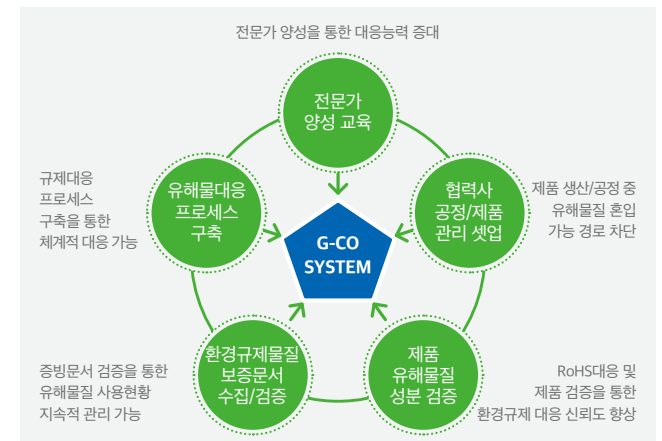 전문가 양성을 통한 대응능력 증대
전문가
양성 교육
규제대응
프로세스
구축을 통한
체계적 대응 가능
유해물대응
프로세스
구축
협력사
공정/제품
관리 셋업
제품 생산/공정 중
유해물질 혼입
가능 경로 차단
G-CO
SYSTEM
증빙문서 검증을 통한
유해물질 사용현황
지속적 관리 가능
환경규제물질
보증문서
수집/검증
제품
유해물질
성분 검증
RoHS대응 및
제품 검증을 통한
환경규제 대응 신뢰도 향상